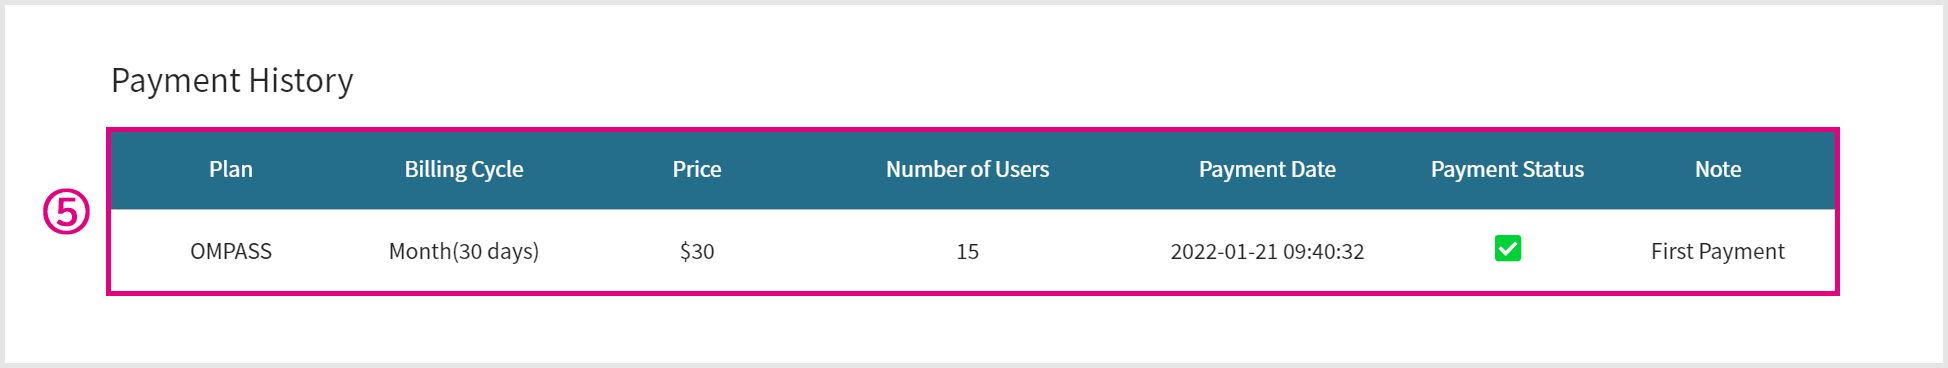 Payment History
Plan Billing Cycle Price Number of Users Payment Date Payment Status Note
⑤
OMPASS Month(30 days) $30 15 2022-01-21 09:40:32 First Payment